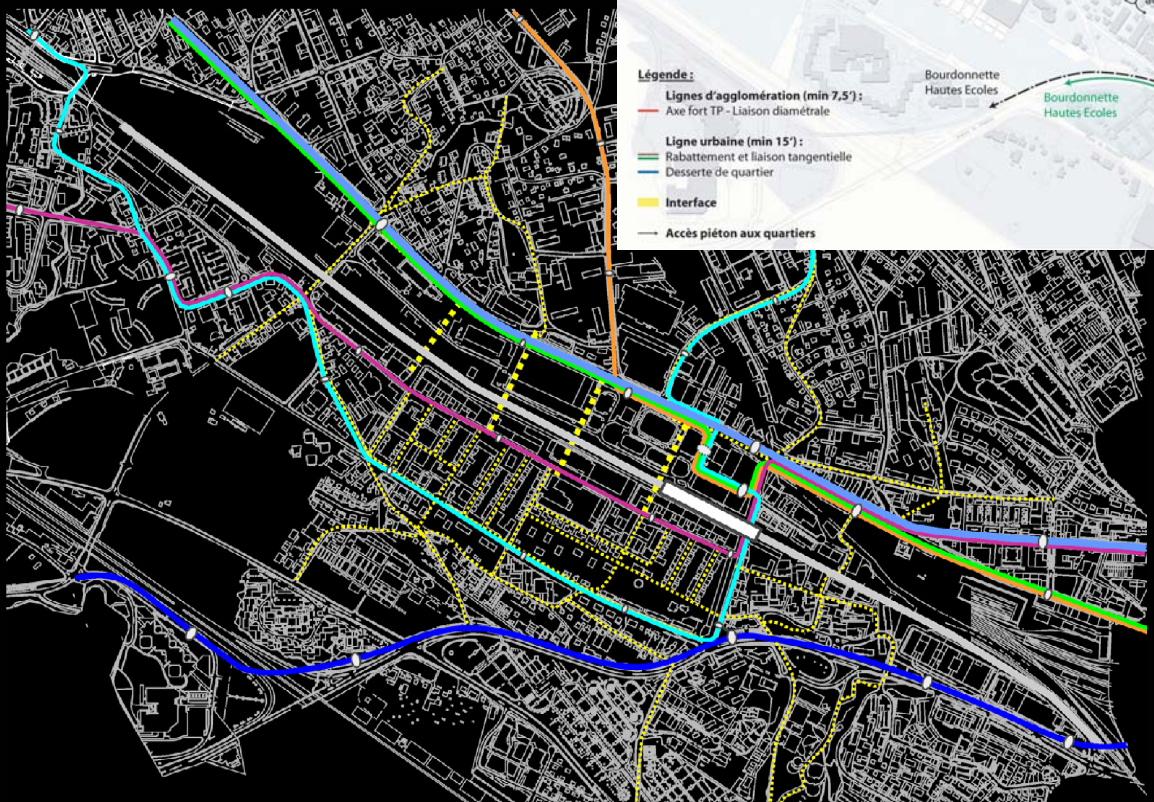 Légende :
Lignes d'agglomération (min 7,5') :
Axe fort TP - Liaison diamétrale
Ligne urbaine (min 15') :
Rabattement et liaison tangentielle
Desserte de quartier
Interface
Accès piéton aux quartiers
Bourdonnette
Hautes Ecoles
Bourdonnette
Hautes Ecoles